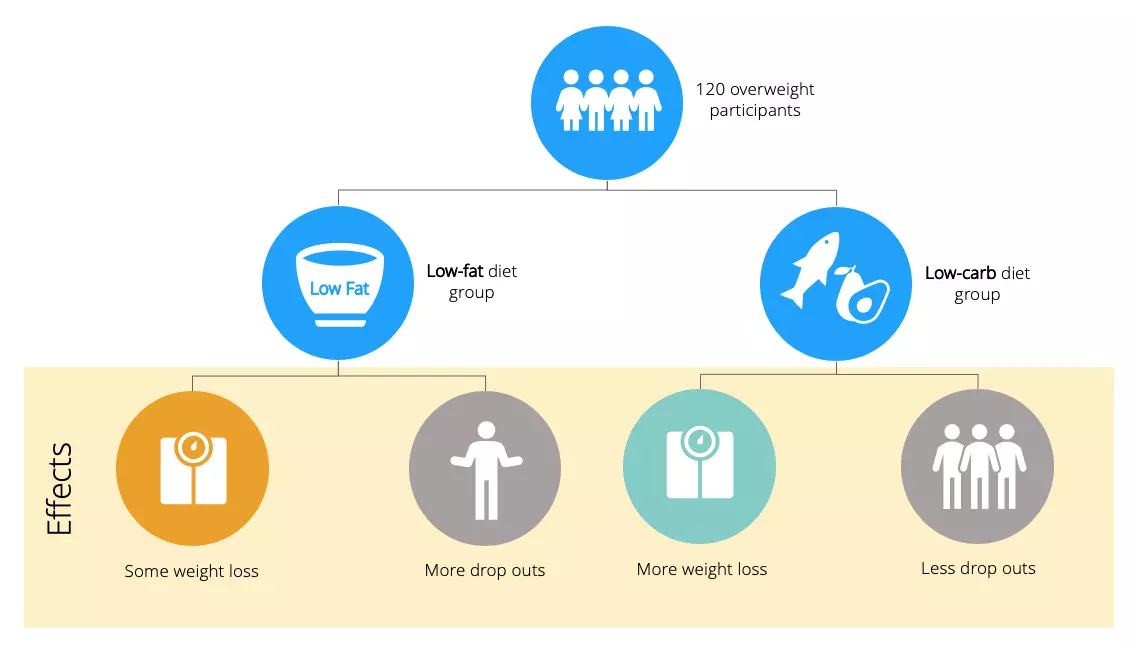 120 overweight
participants
Low Fat
Low-fat diet
group
Low-carb diet
group
Effects
Some weight loss
More drop outs
More weight loss
Less drop outs